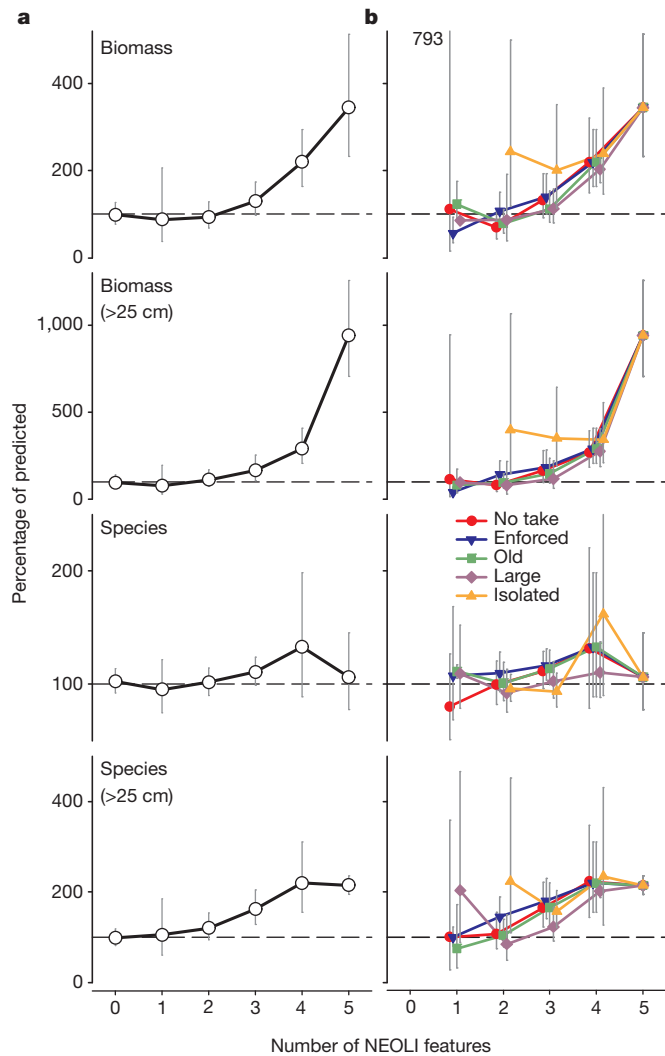 a
b
Biomass
793
400
200
0
Biomass
(>25 cm)
1,000
500
0
Species
No take
Enforced
Old
Large
Isolated
200
100
Species
(>25 cm)
400
200
0
0 1 2 3 4 5
0 1 2 3 4 5
Percentage of predicted
Number of NEOLI features